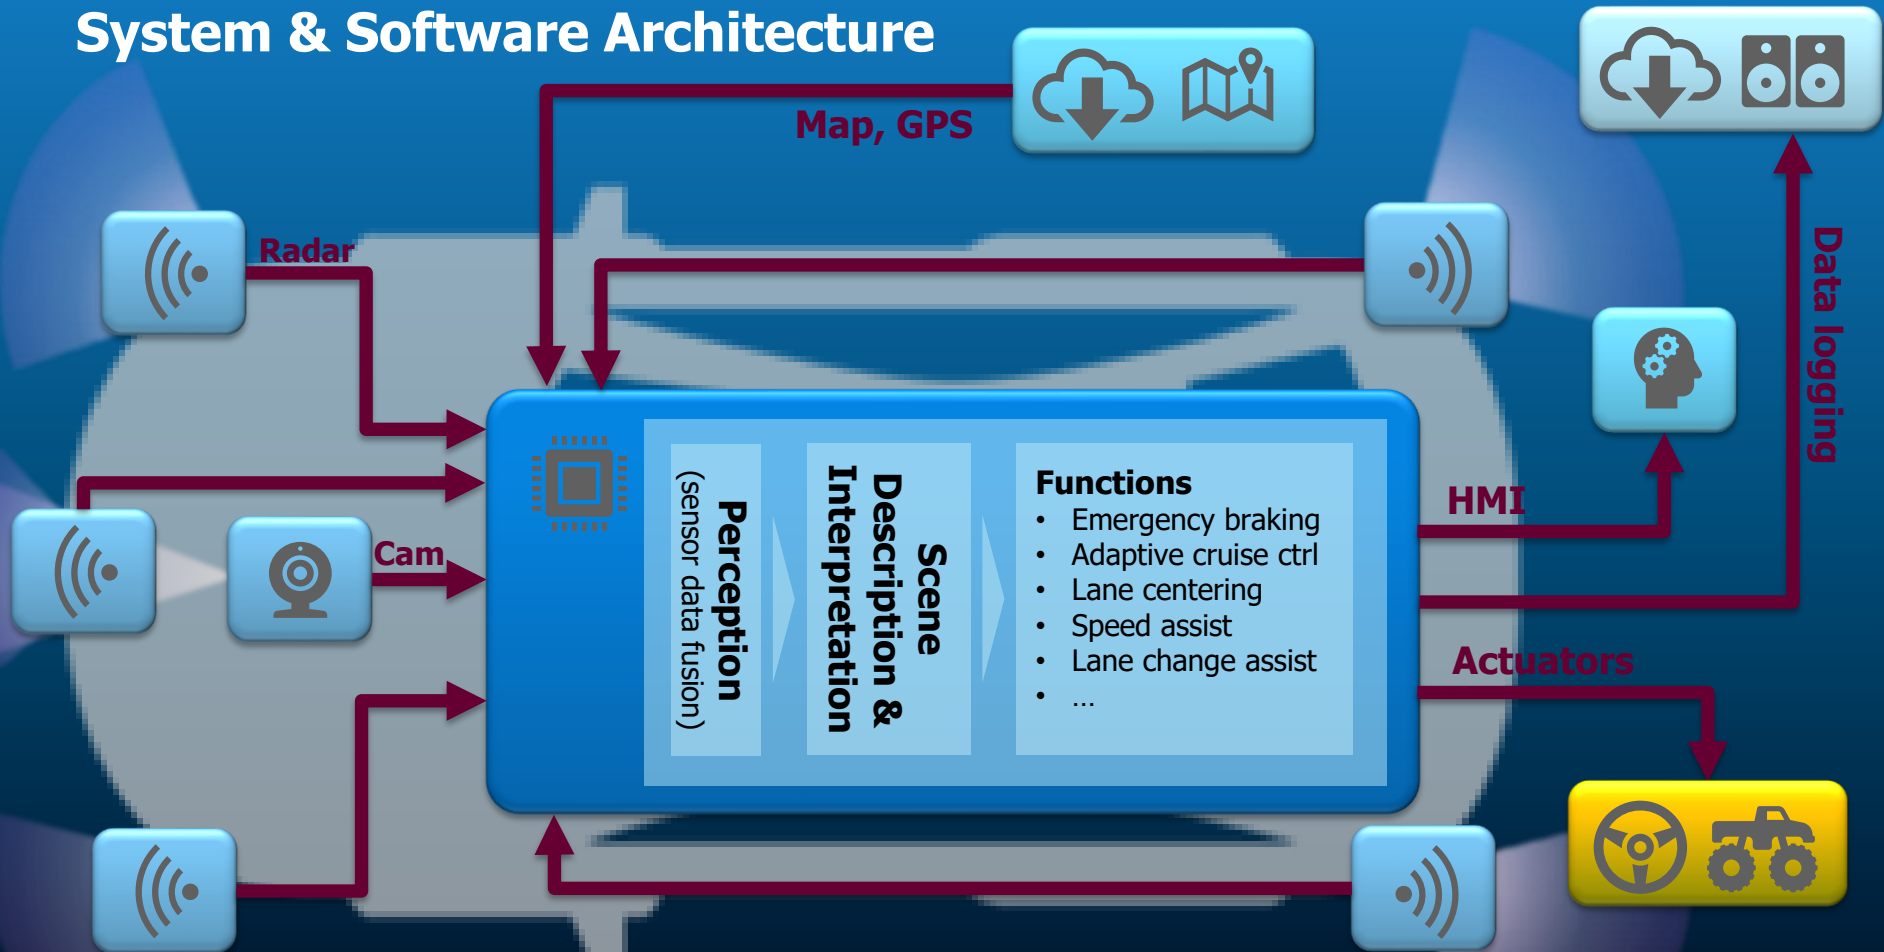 System & Software Architecture
Map, GPS
Radar
Data logging
Cam
Perception
(sensor data fusion)
Scene
Description &
Interpretation
Functions
• Emergency braking
• Adaptive cruise ctrl
• Lane centering
• Speed assist
• Lane change assist
• ...
HMI
Actuators